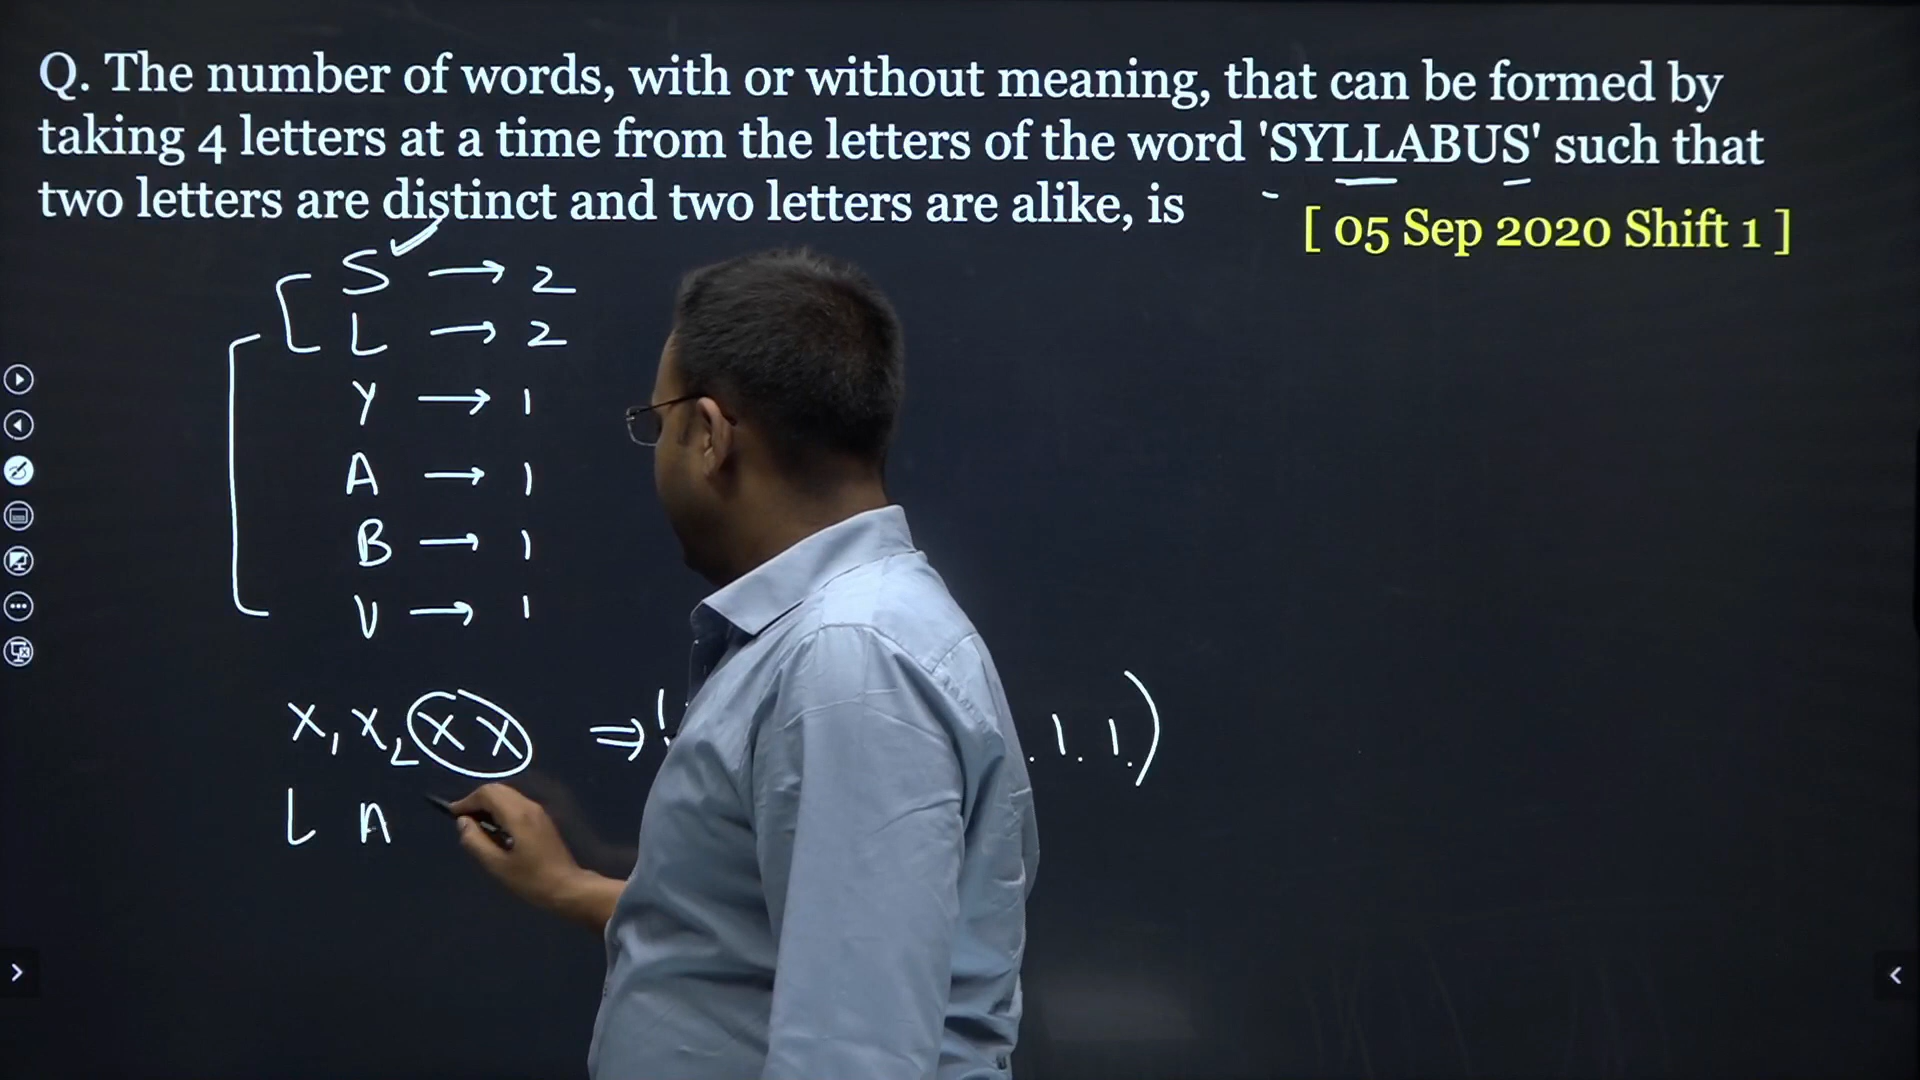 Q. The number of words, with or without meaning, that can be formed by
taking 4 letters at a time from the letters of the word 'SYLLABUS' such that
two letters are distinct and two letters are alike, is
[ 05 Sep 2020 Shift 1 ]
S → 2
L → 2
Y → 1
A → 1
B → 1
U → 1
X₁ X₂ X X ⇒ . 1. 1.)
L A